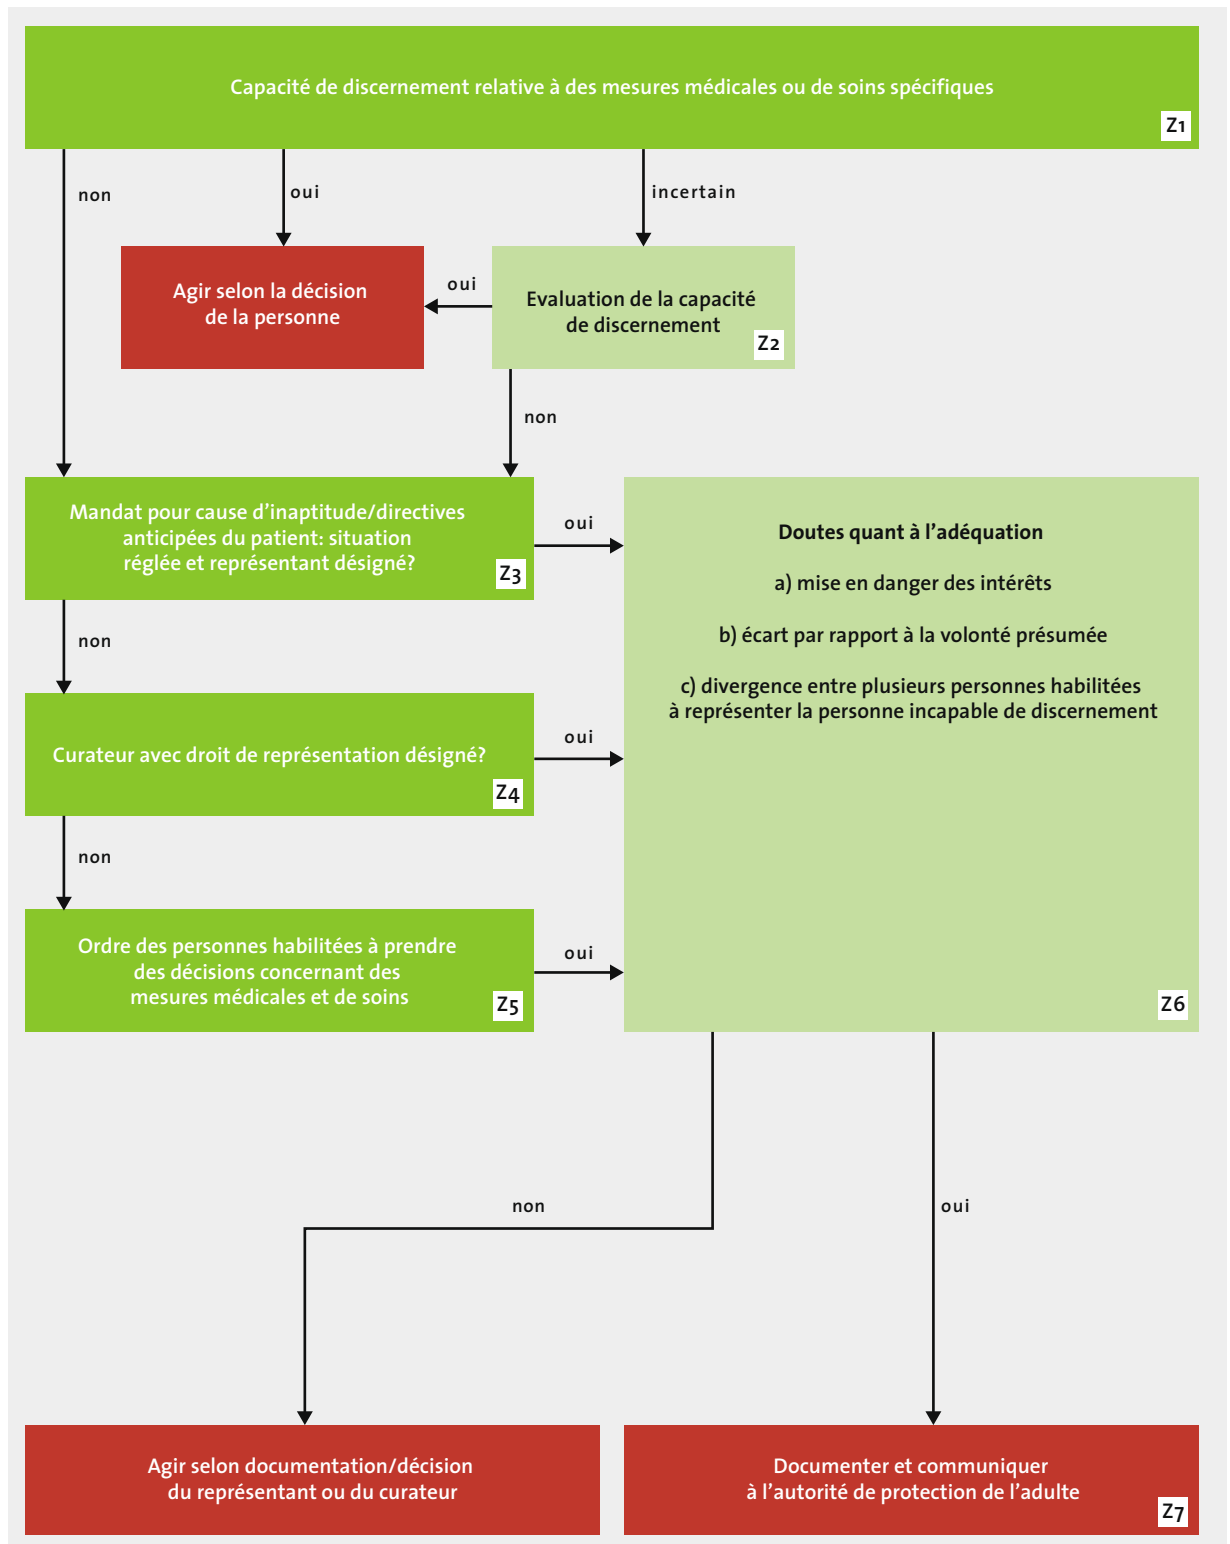 Capacité de discernement relative à des mesures médicales ou de soins spécifiques
Z1
non
oui
incertain
Agir selon la décision
de la personne
oui
Evaluation de la capacité
de discernement
Z2
non
Mandat pour cause d’inaptitude/directives
anticipées du patient: situation
réglée et représentant désigné?
Z3
oui
Doutes quant à l’adéquation
a) mise en danger des intérêts
b) écart par rapport à la volonté présumée
c) divergence entre plusieurs personnes habilitées
à représenter la personne incapable de discernement
Z6
non
Curateur avec droit de représentation désigné?
Z4
oui
non
Ordre des personnes habilitées à prendre
des décisions concernant des
mesures médicales et de soins
Z5
oui
non
oui
Agir selon documentation/décision
du représentant ou du curateur
Documenter et communiquer
à l’autorité de protection de l’adulte
Z7